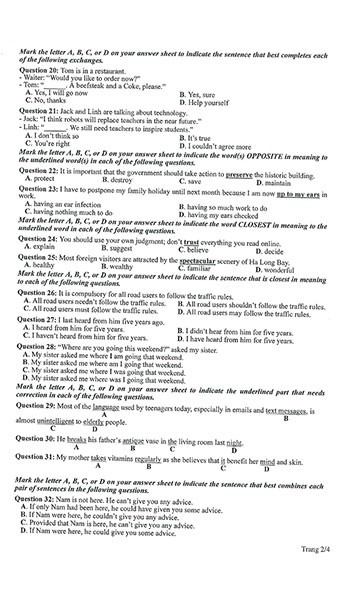 Mark the letter A, B, C, or D on your answer sheet to indicate the sentence that best completes each
of the following exchanges.
Question 20: Tom is in a restaurant.
- Waiter: "Would you like to order now?"
- Tom: "______. A beefsteak and a Coke, please."
A. Yes, I will go now B. Yes, sure
C. No, thanks D. Help yourself
Question 21: Jack and Linh are talking about technology.
- Jack: "I think robots will replace teachers in the near future."
- Linh: "______. We still need teachers to inspire students."
A. I don't think so B. It's true
C. You're right D. I couldn't agree more
Mark the letter A, B, C, or D on your answer sheet to indicate the word(s) OPPOSITE in meaning to
the underlined word(s) in each of the following questions.
Question 22: It is important that the government should take action to preserve the historic building.
A. protect B. destroy C. save D. maintain
Question 23: I have to postpone my family holiday until next month because I am now up to my ears in
work.
A. having an ear infection B. having so much work to do
C. having nothing much to do D. having my ears checked
Mark the letter A, B, C, or D on your answer sheet to indicate the word CLOSEST in meaning to the
underlined word in each of the following questions.
Question 24: You should use your own judgment; don't trust everything you read online.
A. explain B. suggest C. believe D. decide
Question 25: Most foreign visitors are attracted by the spectacular scenery of Ha Long Bay.
A. healthy B. wealthy C. familiar D. wonderful
Mark the letter A, B, C, or D on your answer sheet to indicate the sentence that is closest in meaning
to each of the following questions.
Question 26: It is compulsory for all road users to follow the traffic rules.
A. All road users needn't follow the traffic rules. B. All road users shouldn't follow the traffic rules.
C. All road users must follow the traffic rules. D. All road users may follow the traffic rules.
Question 27: I last heard from him five years ago.
A. I heard from him for five years. B. I didn't hear from him for five years.
C. I haven't heard from him for five years. D. I have heard from him for five years.
Question 28: "Where are you going this weekend?" asked my sister.
A. My sister asked me where I am going that weekend.
B. My sister asked me where am I going that weekend.
C. My sister asked me where I was going that weekend.
D. My sister asked me where was I going that weekend.
Mark the letter A, B, C, or D on your answer sheet to indicate the underlined part that needs
correction in each of the following questions.
Question 29: Most of the language used by teenagers today, especially in emails and text messages, is
A B
almost unintelligent to elderly people.
C D
Question 30: He breaks his father's antique vase in the living room last night.
A B C D
Question 31: My mother takes vitamins regularly as she believes that it benefit her mind and skin.
A B C D
Mark the letter A, B, C, or D on your answer sheet to indicate the sentence that best combines each
pair of sentences in the following questions.
Question 32: Nam is not here. He can't give you any advice.
A. If only Nam had been here, he could have given you some advice.
B. If Nam were here, he couldn't give you any advice.
C. Provided that Nam is here, he can't give you any advice.
D. If Nam were here, he could give you some advice.
Trang 2/4